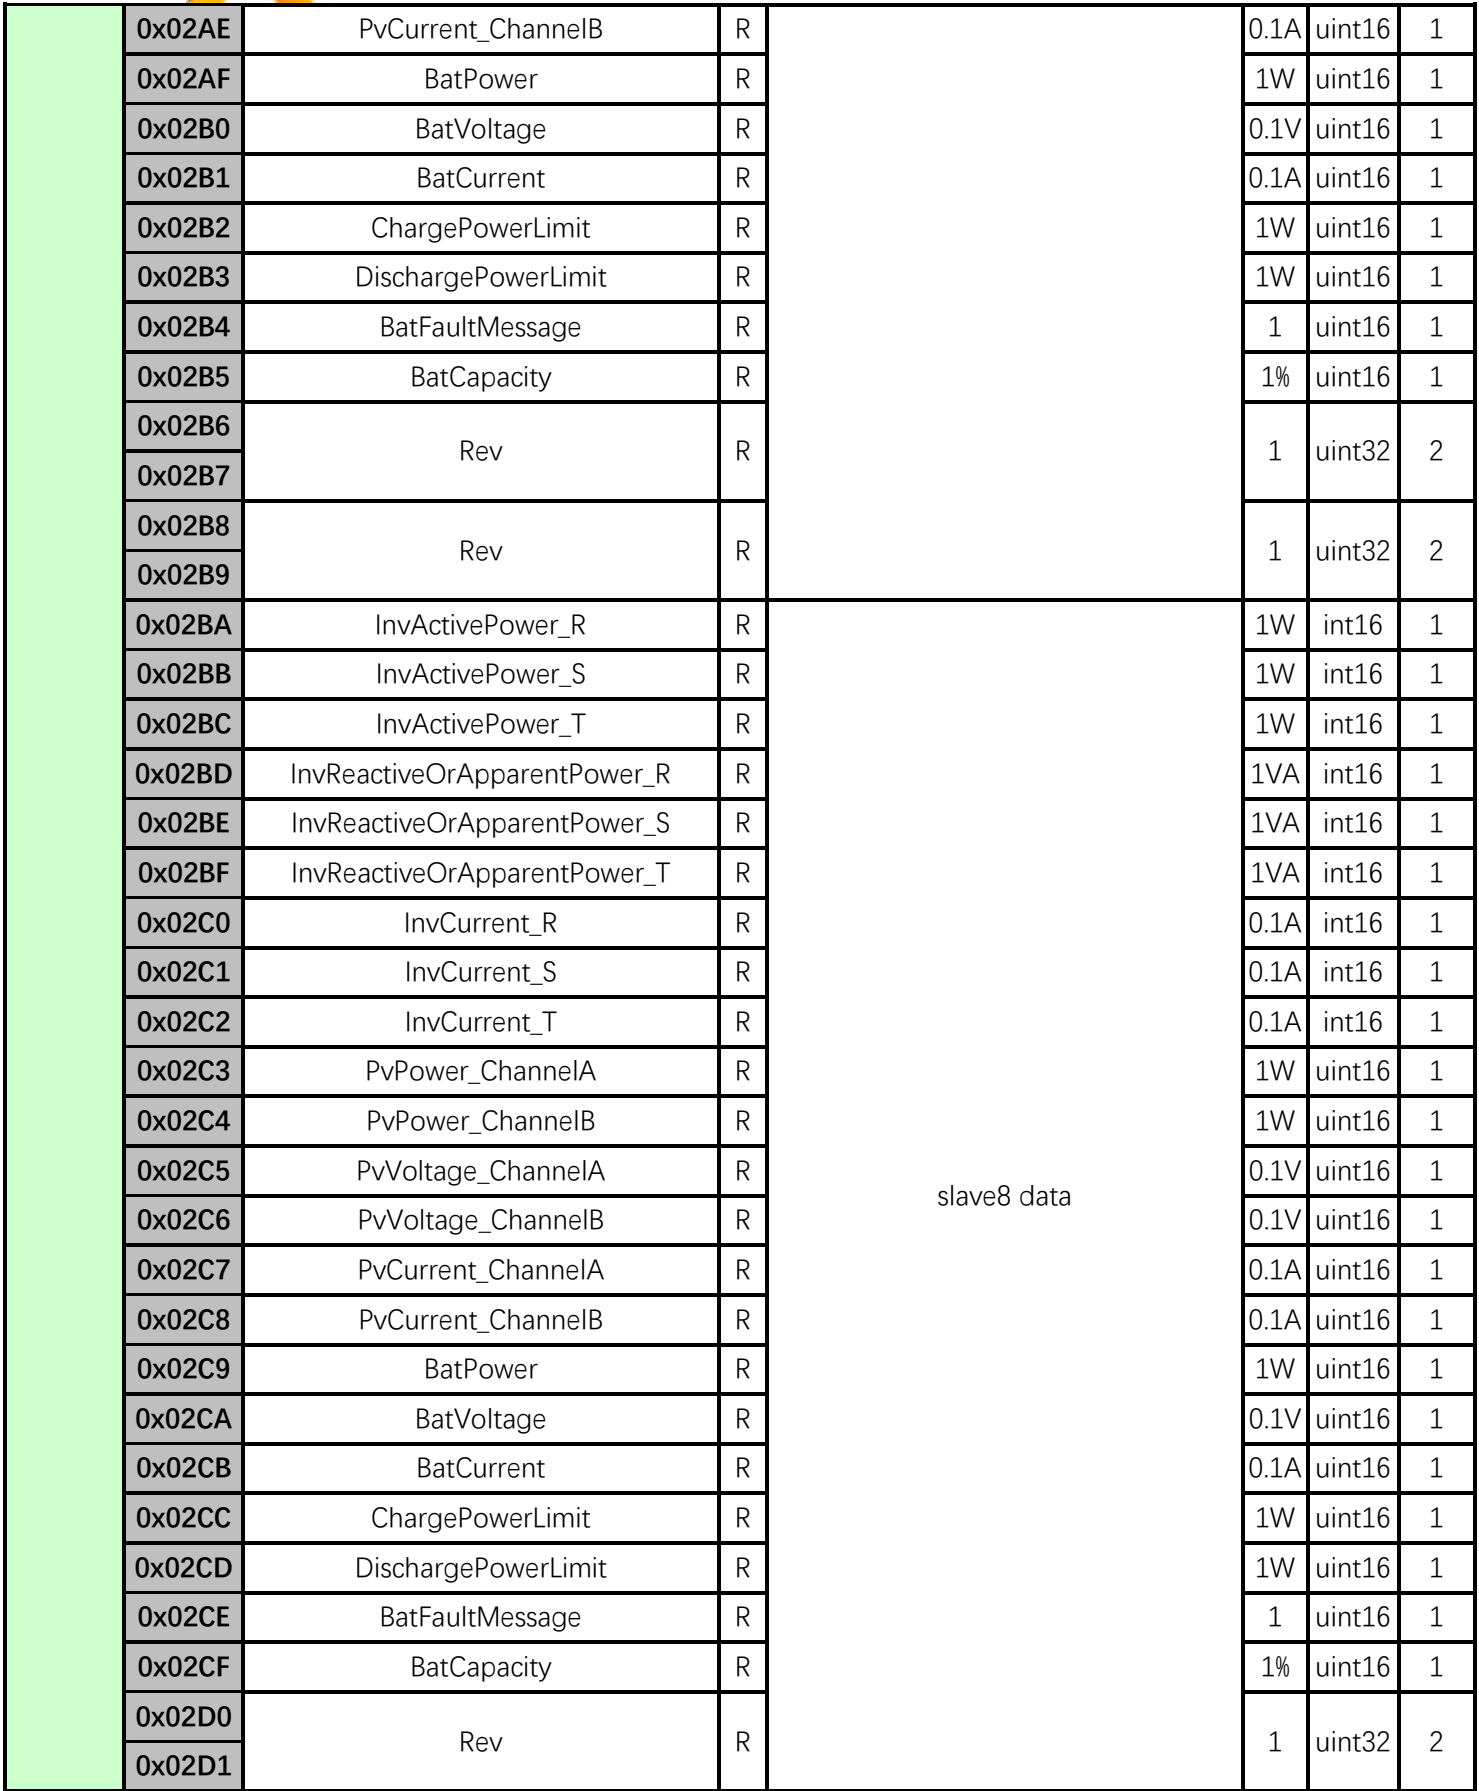 0x02AE PvCurrent_ChannelB R 0.1A uint16 1
0x02AF BatPower R 1W uint16 1
0x02B0 BatVoltage R 0.1V uint16 1
0x02B1 BatCurrent R 0.1A uint16 1
0x02B2 ChargePowerLimit R 1W uint16 1
0x02B3 DischargePowerLimit R 1W uint16 1
0x02B4 BatFaultMessage R 1 uint16 1
0x02B5 BatCapacity R 1% uint16 1
0x02B6
Rev R 1 uint32 2
0x02B7
0x02B8
Rev R 1 uint32 2
0x02B9
0x02BA InvActivePower_R R 1W int16 1
0x02BB InvActivePower_S R 1W int16 1
0x02BC InvActivePower_T R 1W int16 1
0x02BD InvReactiveOrApparentPower_R R 1VA int16 1
0x02BE InvReactiveOrApparentPower_S R 1VA int16 1
0x02BF InvReactiveOrApparentPower_T R 1VA int16 1
0x02C0 InvCurrent_R R 0.1A int16 1
0x02C1 InvCurrent_S R 0.1A int16 1
0x02C2 InvCurrent_T R 0.1A int16 1
0x02C3 PvPower_ChannelA R 1W uint16 1
0x02C4 PvPower_ChannelB R 1W uint16 1
0x02C5 PvVoltage_ChannelA R 0.1V uint16 1
slave8 data
0x02C6 PvVoltage_ChannelB R 0.1V uint16 1
0x02C7 PvCurrent_ChannelA R 0.1A uint16 1
0x02C8 PvCurrent_ChannelB R 0.1A uint16 1
0x02C9 BatPower R 1W uint16 1
0x02CA BatVoltage R 0.1V uint16 1
0x02CB BatCurrent R 0.1A uint16 1
0x02CC ChargePowerLimit R 1W uint16 1
0x02CD DischargePowerLimit R 1W uint16 1
0x02CE BatFaultMessage R 1 uint16 1
0x02CF BatCapacity R 1% uint16 1
0x02D0
Rev R 1 uint32 2
0x02D1